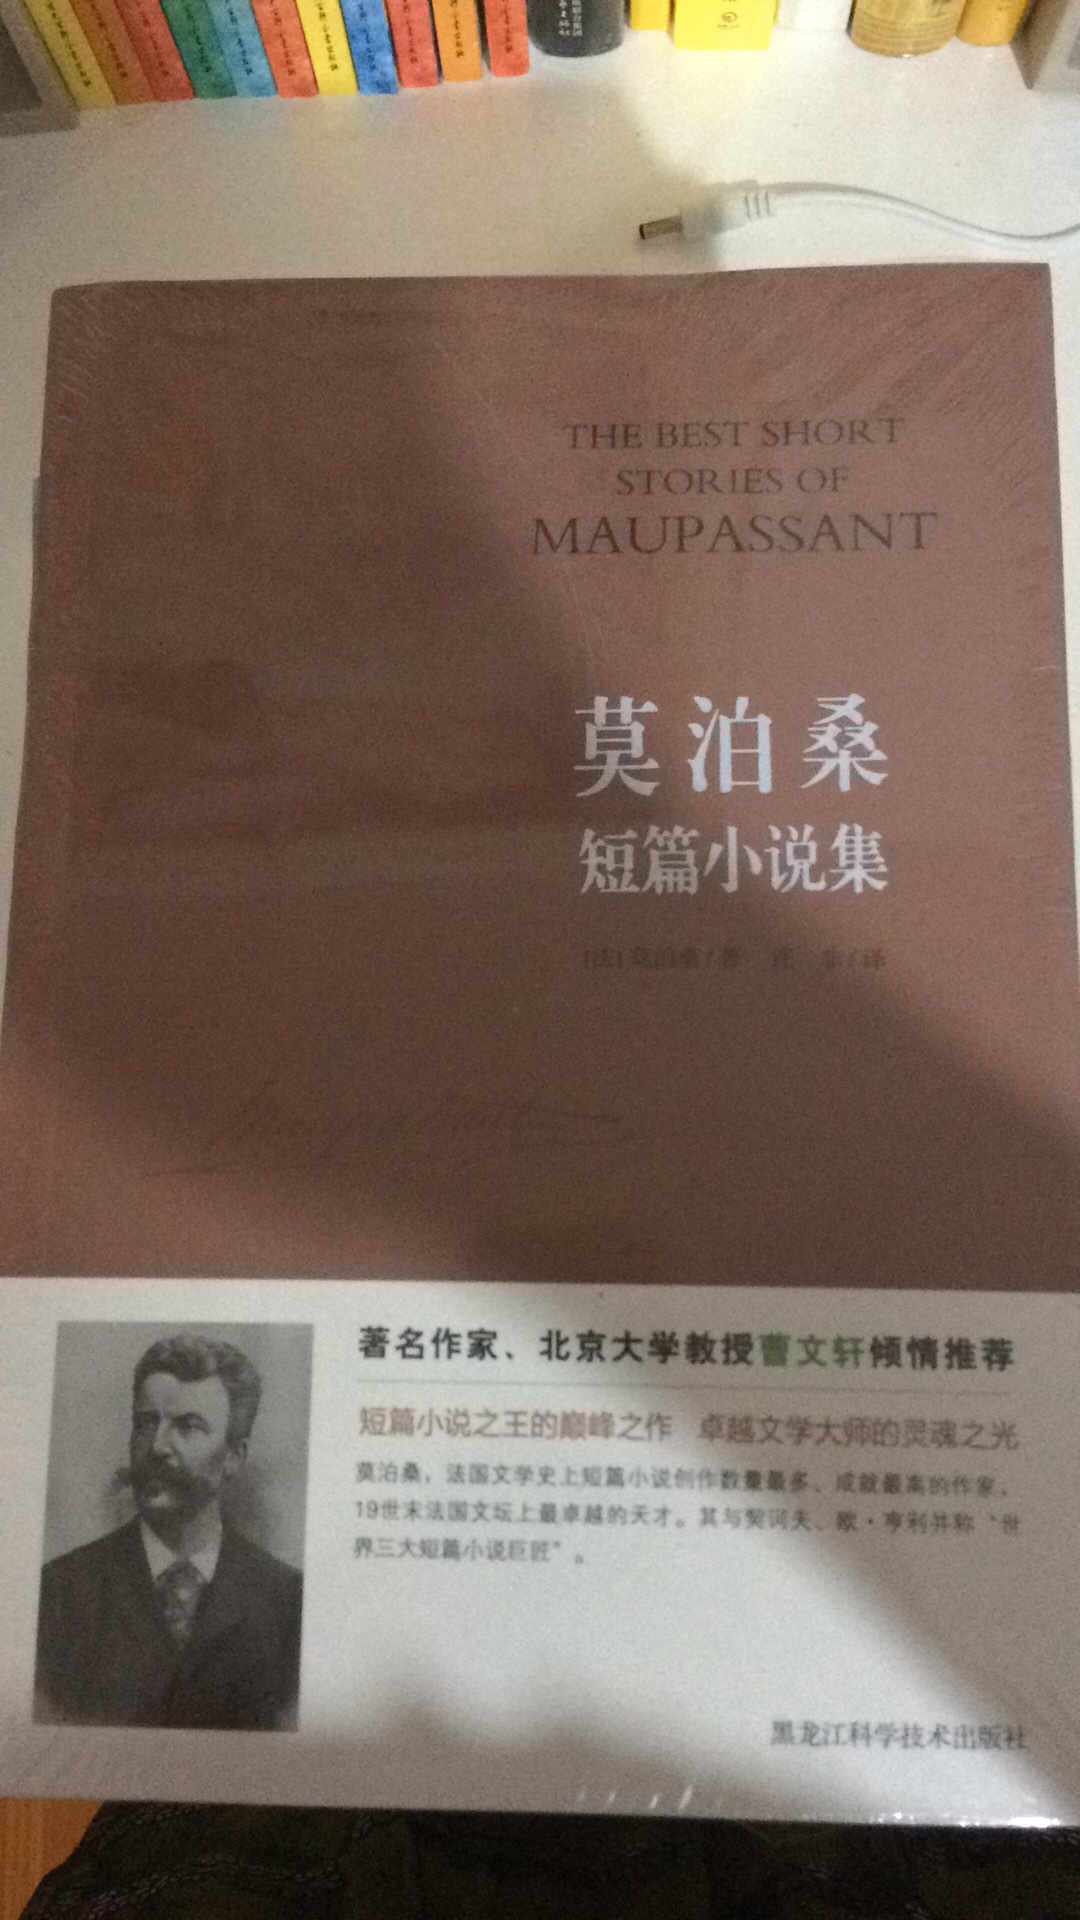 THE BEST SHORT
STORIES OF
MAUPASSANT
莫泊桑
短篇小说集
著名作家、北京大学教授曹文轩倾情推荐
短篇小说之王的巅峰之作 卓越文学大师的灵魂之光
莫泊桑，法国文学史上短篇小说创作数量最多、成就最高的作家，
19世末法国文坛上最卓越的天才。其与契诃夫、欧·亨利并称“世
界三大短篇小说巨匠”。
黑龙江科学技术出版社